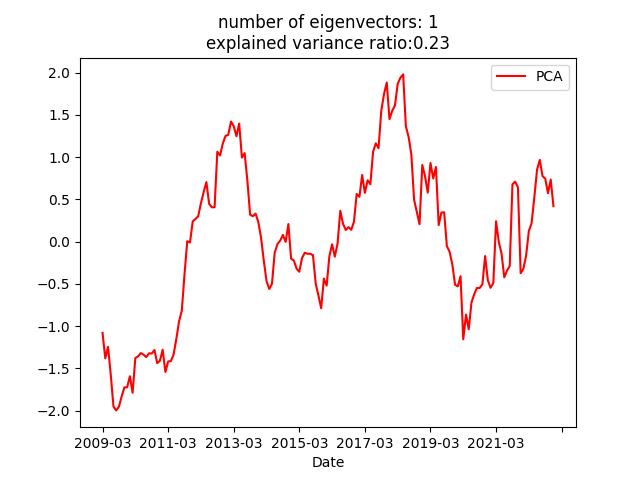 number of eigenvectors: 1
explained variance ratio:0.23
PCA
2.0
1.5
1.0
0.5
0.0
−0.5
−1.0
−1.5
−2.0
2009-03 2011-03 2013-03 2015-03 2017-03 2019-03 2021-03
Date